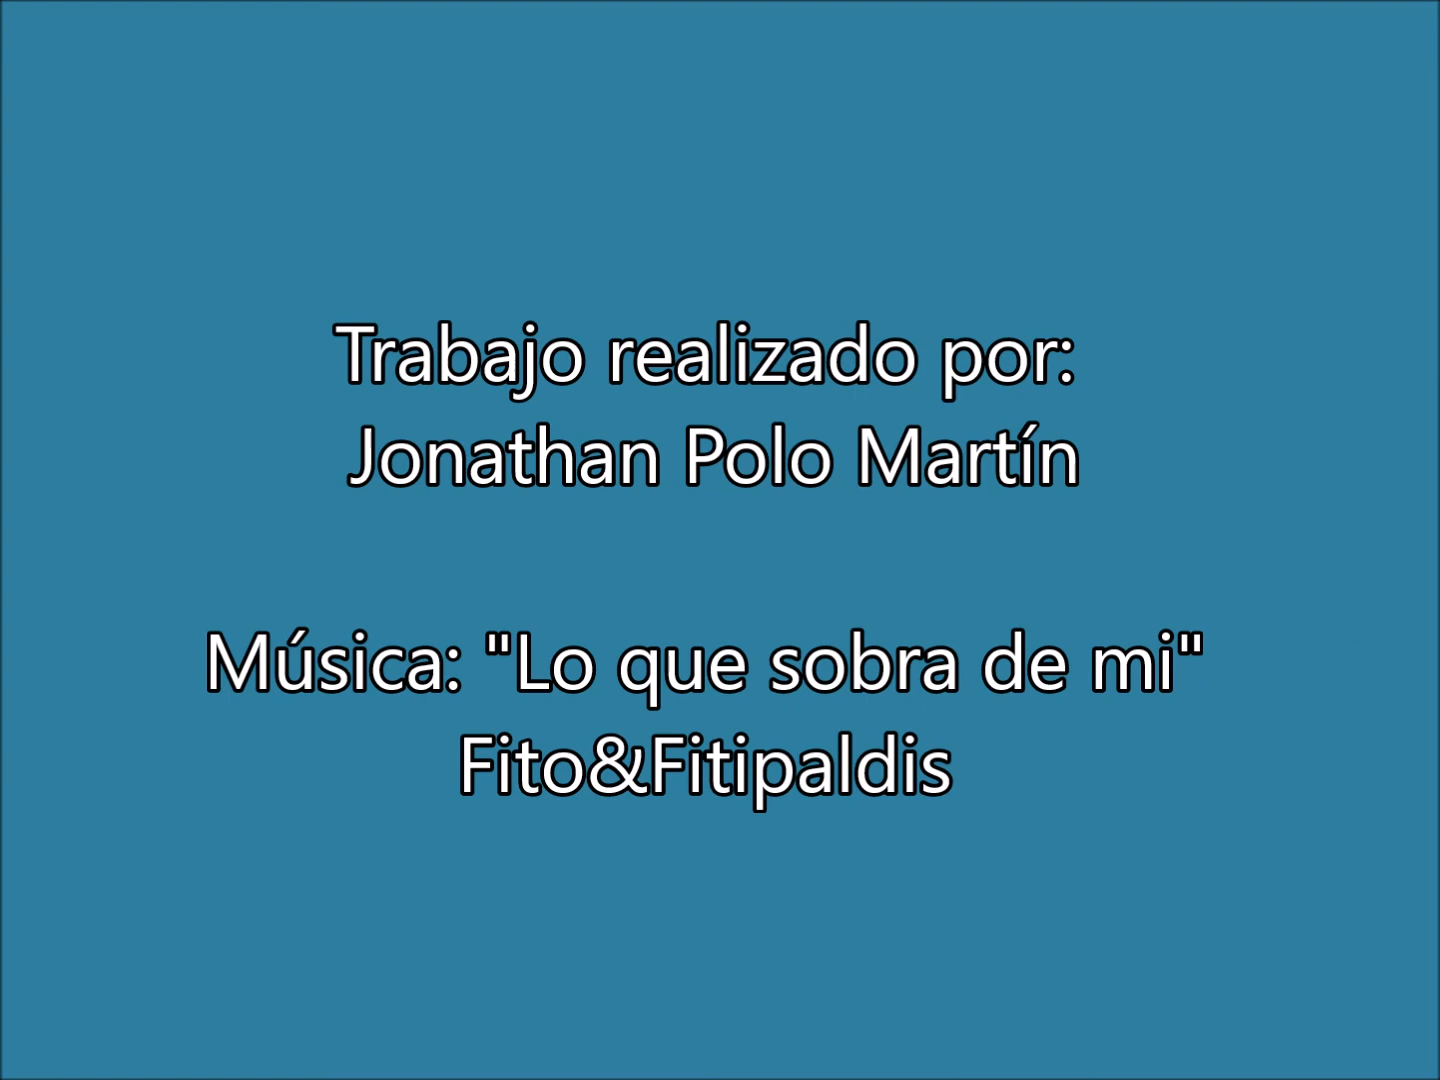 Trabajo realizado por:
Jonathan Polo Martín
Música: "Lo que sobra de mi"
Fito&Fitipaldis